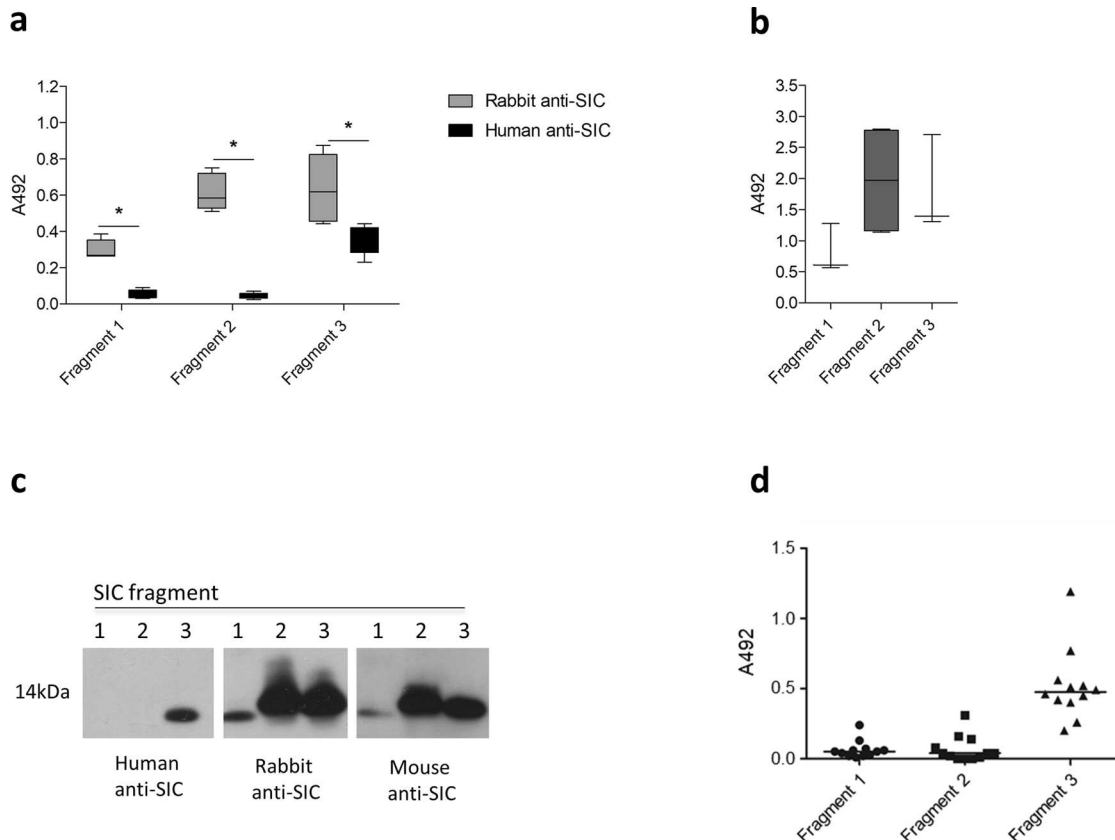 a
1.2
1.0
0.8
0.6
0.4
0.2
0.0
A492
*
*
*
Fragment 1
Fragment 2
Fragment 3
Rabbit anti-SIC
Human anti-SIC
b
3.5
3.0
2.5
2.0
1.5
1.0
0.5
0.0
A492
Fragment 1
Fragment 2
Fragment 3
c
SIC fragment
1 2 3 1 2 3 1 2 3
14kDa
Human
anti-SIC
Rabbit
anti-SIC
Mouse
anti-SIC
d
1.5
1.0
0.5
0.0
A492
Fragment 1
Fragment 2
Fragment 3